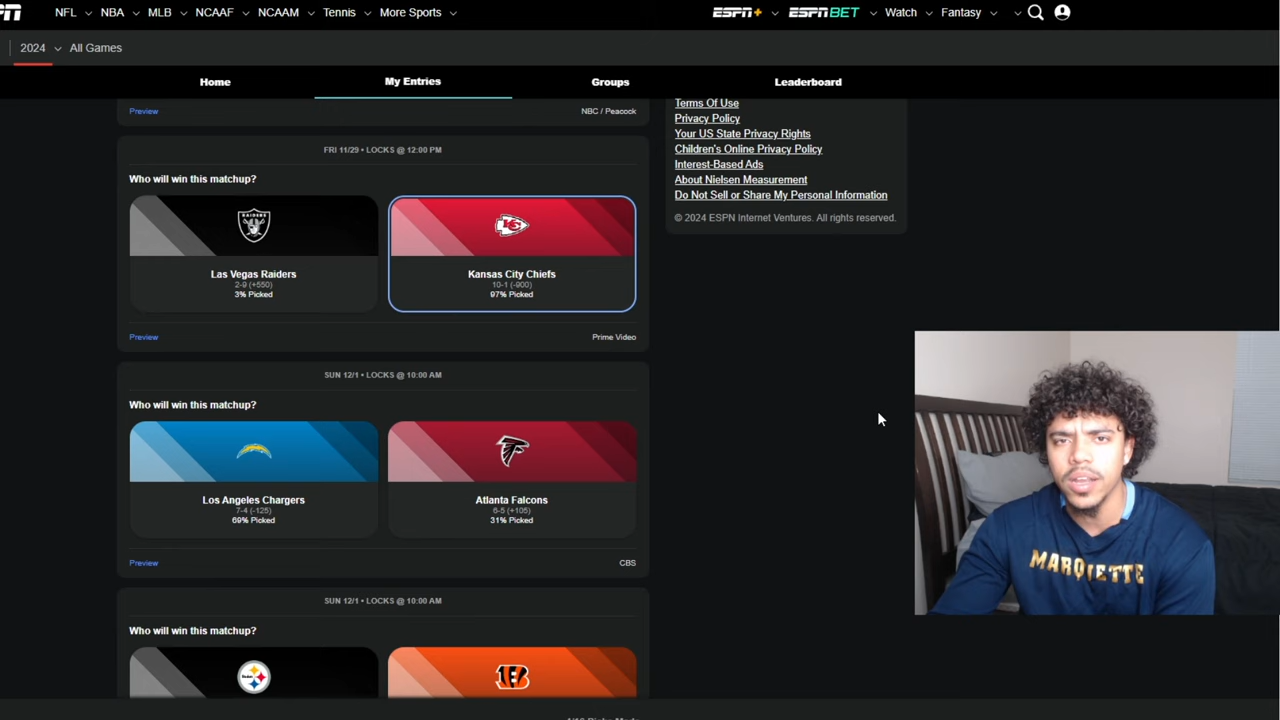 NFL NBA MLB NCAAF NCAAM Tennis More Sports ESPN+ ESPN BET Watch Fantasy
2024 All Games
Home My Entries Groups Leaderboard
Preview NBC / Peacock
FRI 11/29 • LOCKS @ 12:00 PM
Who will win this matchup?
RAIDERS
KC
Las Vegas Raiders Kansas City Chiefs
2-9 (+550) 10-1 (-900)
3% Picked 97% Picked
Preview Prime Video
SUN 12/1 • LOCKS @ 10:00 AM
Who will win this matchup?
Los Angeles Chargers Atlanta Falcons
7-4 (-125) 6-5 (+105)
69% Picked 31% Picked
Preview CBS
SUN 12/1 • LOCKS @ 10:00 AM
Who will win this matchup?
Steelers
Terms Of Use
Privacy Policy
Your US State Privacy Rights
Children's Online Privacy Policy
Interest-Based Ads
About Nielsen Measurement
Do Not Sell or Share My Personal Information
© 2024 ESPN Internet Ventures. All rights reserved.
MARQUETTE